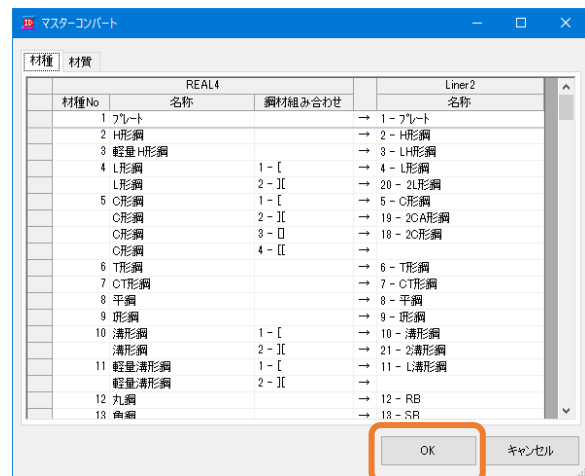 マスターコンバート
材種 材質
REAL4 Liner2
材種No 名称 鋼材組み合わせ 名称
1 プレート → 1 - プレート
2 H形鋼 → 2 - H形鋼
3 軽量H形鋼 → 3 - LH形鋼
4 L形鋼 1 - [ → 4 - L形鋼
L形鋼 2 - ][ → 20 - 2L形鋼
5 C形鋼 1 - [ → 5 - C形鋼
C形鋼 2 - ][ → 19 - 2CA形鋼
C形鋼 3 - [] → 18 - 2C形鋼
C形鋼 4 - [[ →
6 T形鋼 → 6 - T形鋼
7 CT形鋼 → 7 - CT形鋼
8 平鋼 → 8 - 平鋼
9 I形鋼 → 9 - I形鋼
10 溝形鋼 1 - [ → 10 - 溝形鋼
溝形鋼 2 - ][ → 21 - 2溝形鋼
11 軽量溝形鋼 1 - [ → 11 - L溝形鋼
軽量溝形鋼 2 - ][ →
12 丸鋼 → 12 - RB
13 角鋼 → 13 - SB
OK キャンセル